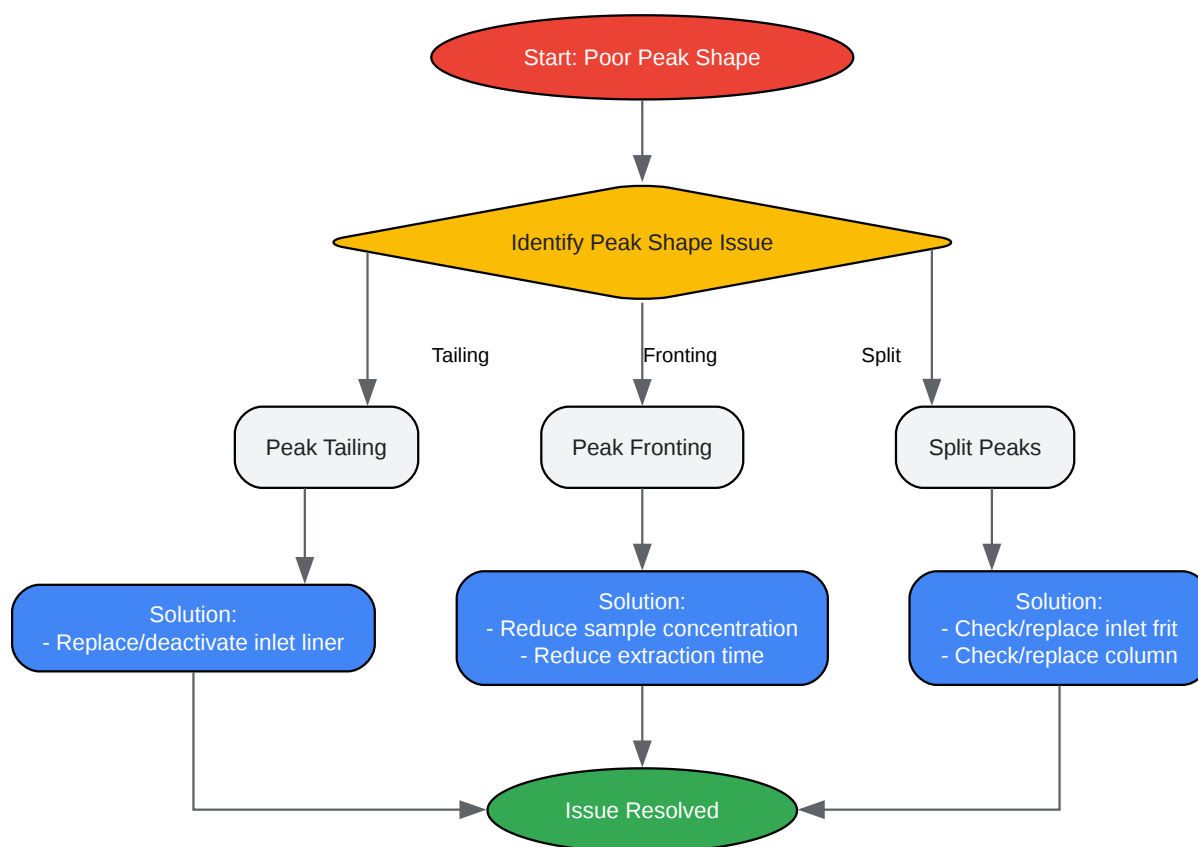 Start: Poor Peak Shape
Identify Peak Shape Issue
Tailing
Fronting
Split
Peak Tailing
Peak Fronting
Split Peaks
Solution:
- Replace/deactivate inlet liner
Solution:
- Reduce sample concentration
- Reduce extraction time
Solution:
- Check/replace inlet frit
- Check/replace column
Issue Resolved